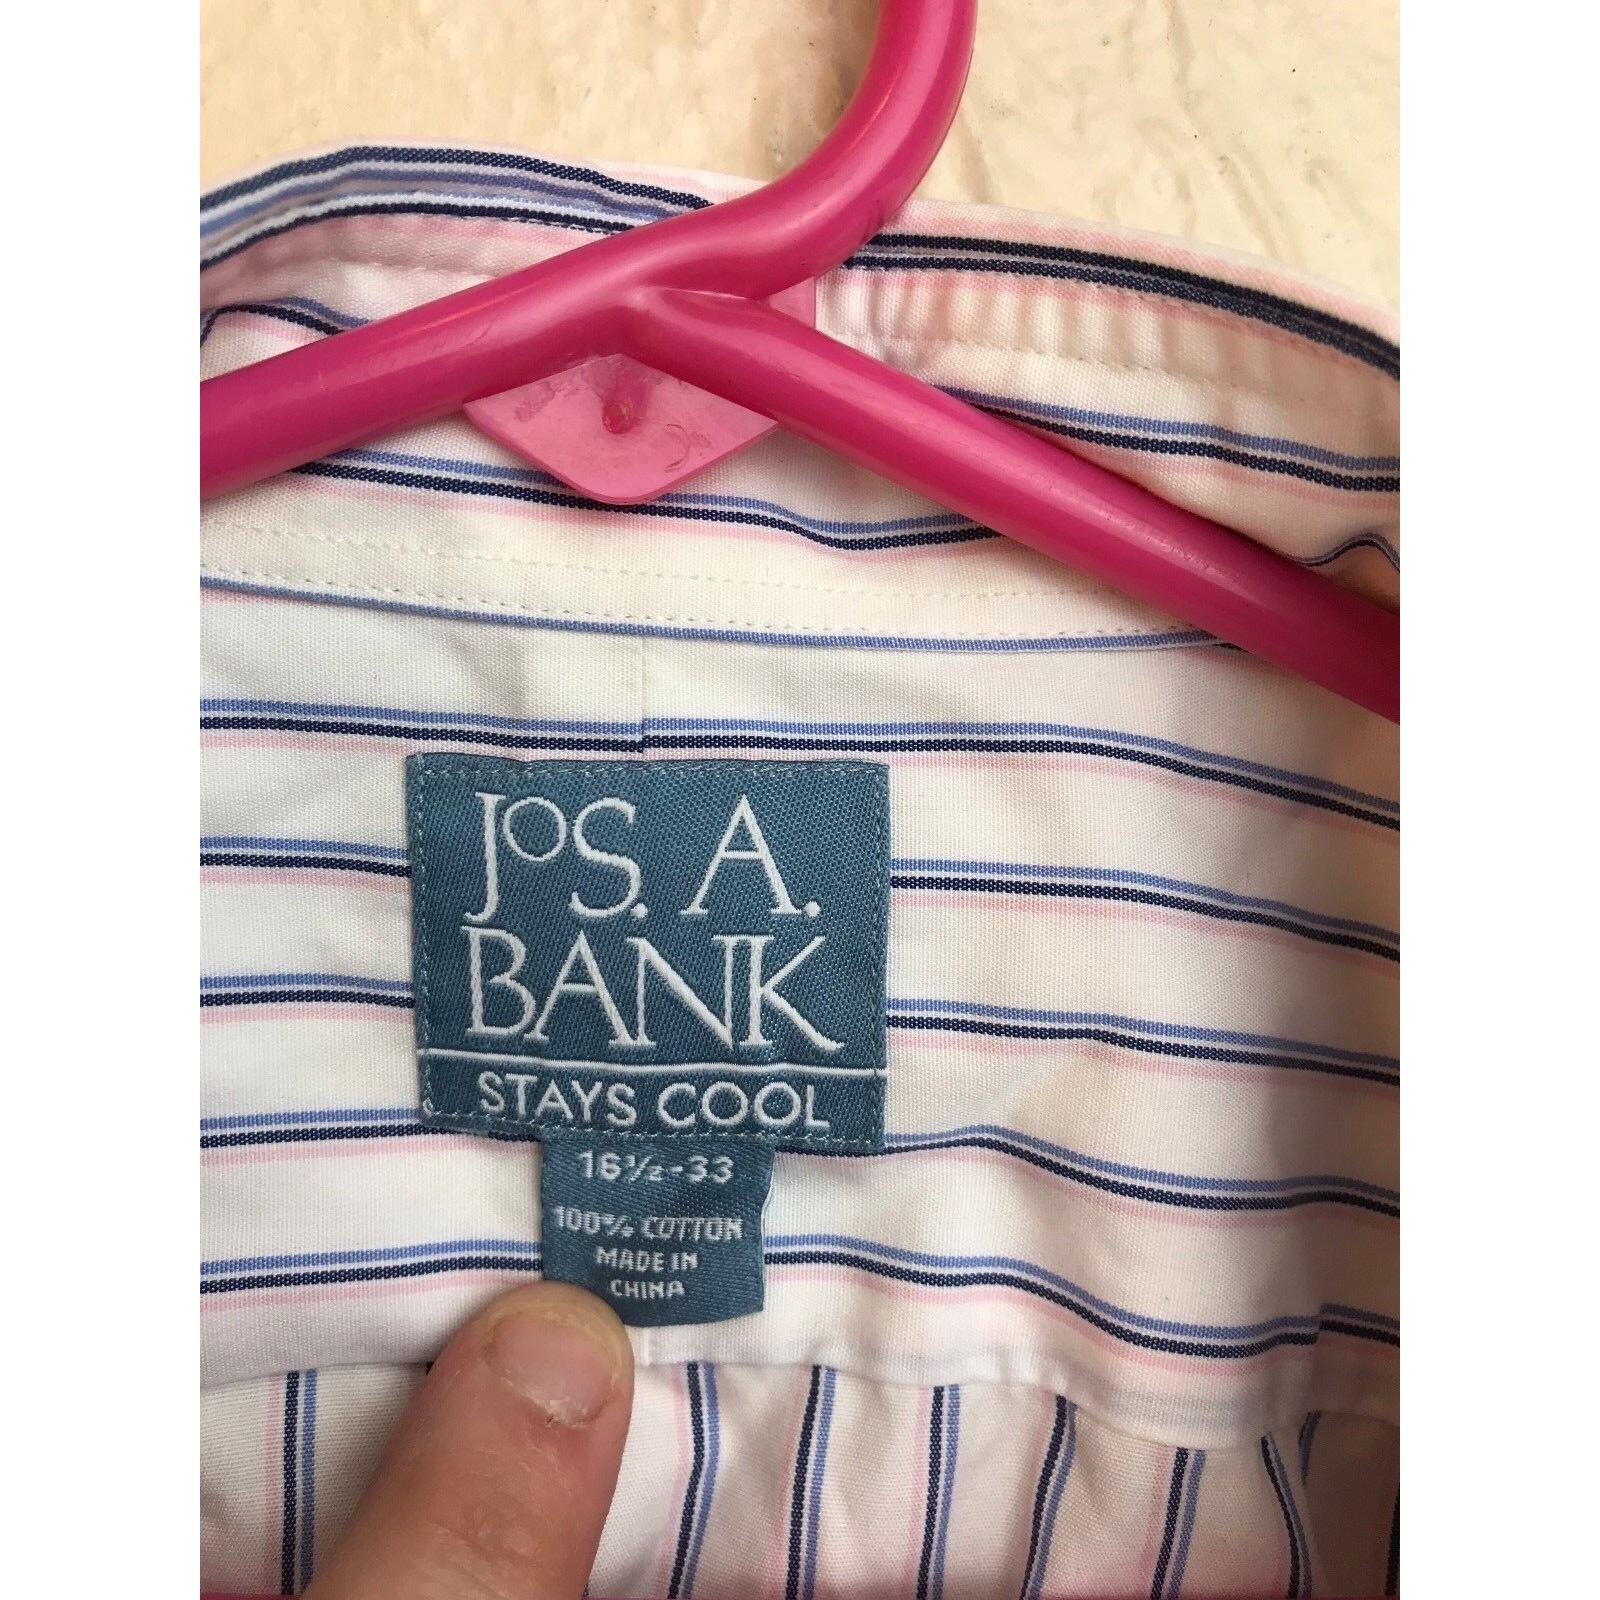 JoS. A.
BANK
STAYS COOL
16½-33
100% COTTON
MADE IN
CHINA